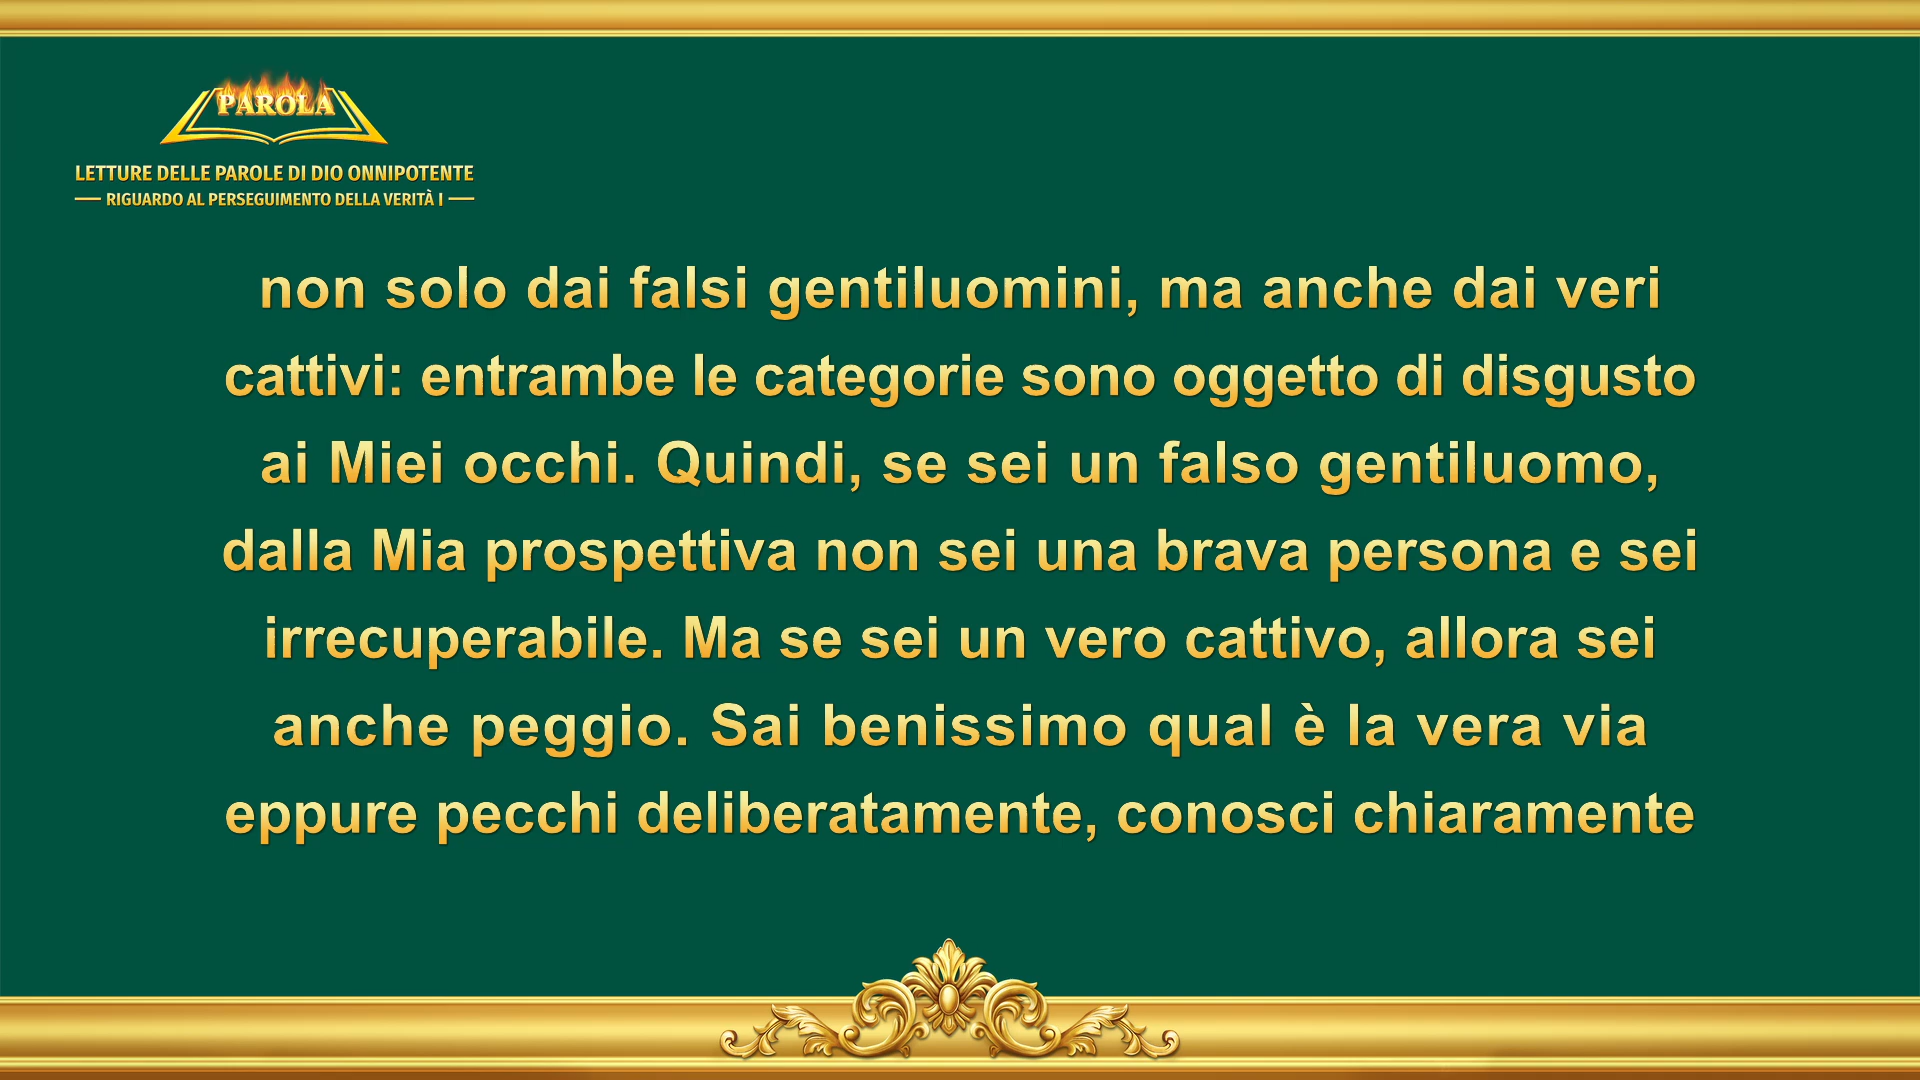 PAROLA
LETTURE DELLE PAROLE DI DIO ONNIPOTENTE
RIGUARDO AL PERSEGUIMENTO DELLA VERITÀ I
non solo dai falsi gentiluomini, ma anche dai veri
cattivi: entrambe le categorie sono oggetto di disgusto
ai Miei occhi. Quindi, se sei un falso gentiluomo,
dalla Mia prospettiva non sei una brava persona e sei
irrecuperabile. Ma se sei un vero cattivo, allora sei
anche peggio. Sai benissimo qual è la vera via
eppure pecchi deliberatamente, conosci chiaramente